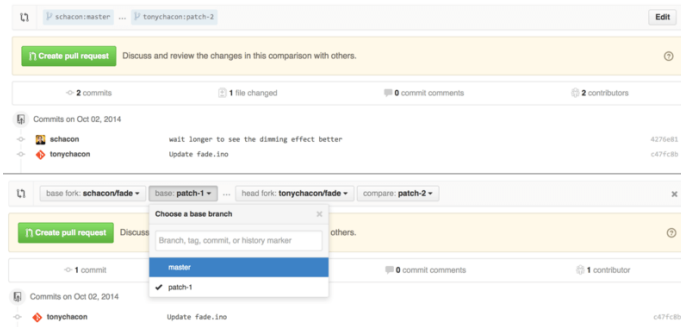 schacon:master ... tonychacon:patch-2 Edit
Create pull request Discuss and review the changes in this comparison with others.
2 commits 1 file changed 0 commit comments 2 contributors
Commits on Oct 02, 2014
schacon wait longer to see the dimming effect better 4276e81
tonychacon Update fade.ino c47fc8b
base fork: schacon/fade base: patch-1 ... head fork: tonychacon/fade compare: patch-2
Choose a base branch
Create pull request Discuss others.
Branch, tag, commit, or history marker
1 commit master 0 commit comments 1 contributor
patch-1
Commits on Oct 02, 2014
tonychacon Update fade.ino c47fc8b